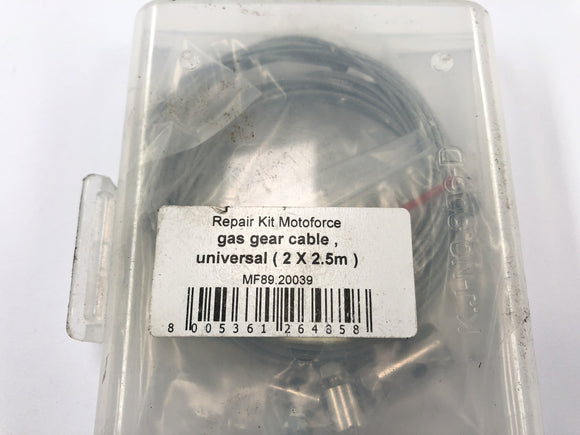 Repair Kit Motoforce
gas gear cable ,
universal ( 2 X 2.5m )
MF89.20039
8 005361 264858